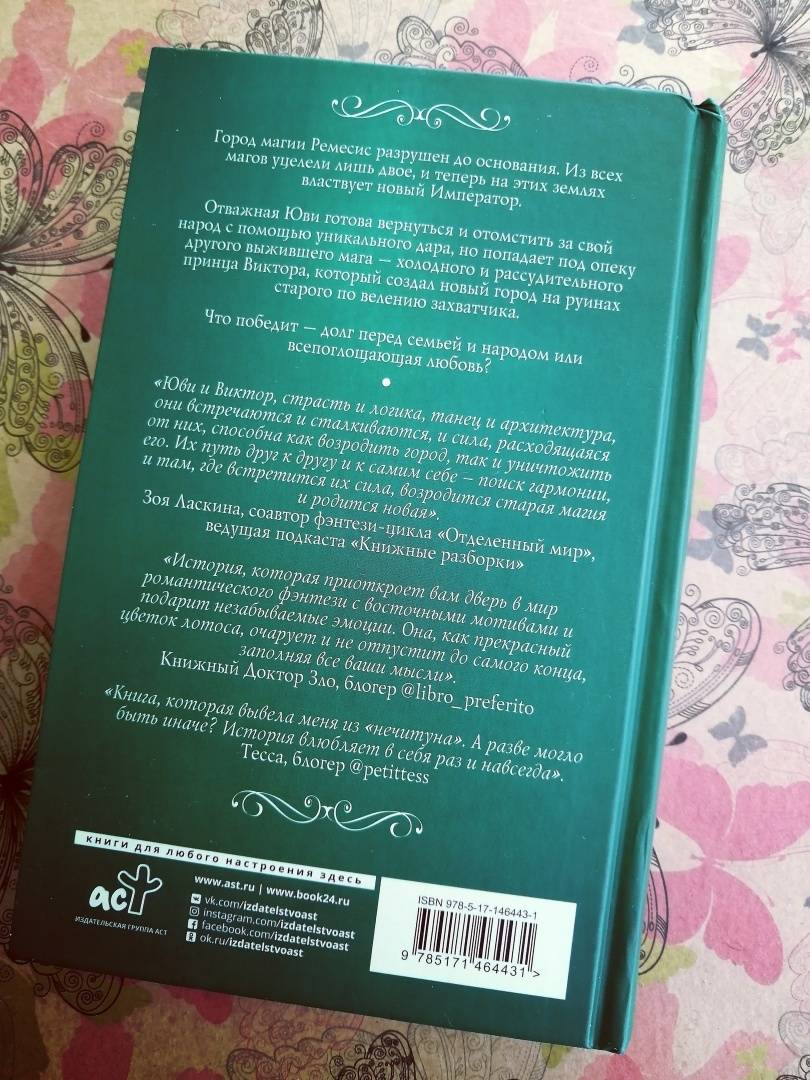 Город магии Ремесис разрушен до основания. Из всех
магов уцелели лишь двое, и теперь на этих землях
властвует новый Император.
Отважная Юви готова вернуться и отомстить за свой
народ с помощью уникального дара, но попадает под опеку
другого выжившего мага — холодного и рассудительного
принца Виктора, который создал новый город на руинах
старого по велению захватчика.
Что победит — долг перед семьей и народом или
всепоглощающая любовь?
«Юви и Виктор, страсть и логика, танец и архитектура,
они встречаются и сталкиваются, и сила, расходящаяся
от них, способна как возродить город, так и уничтожить
его. Их путь друг к другу и к самим себе – поиск гармонии,
и там, где встретится их сила, возродится старая магия
и родится новая».
Зоя Ласкина, соавтор фэнтези-цикла «Отделенный мир»,
ведущая подкаста «Книжные разборки»
«История, которая приоткроет вам дверь в мир
романтического фэнтези с восточными мотивами и
подарит незабываемые эмоции. Она, как прекрасный
цветок лотоса, очарует и не отпустит до самого конца,
заполняя все ваши мысли».
Книжный Доктор Зло, блогер @libro_preferito
«Книга, которая вывела меня из «нечитуна». А разве могло
быть иначе? История влюбляет в себя раз и навсегда».
Тесса, блогер @petittess
книги для любого настроения здесь
аст
ИЗДАТЕЛЬСКАЯ ГРУППА АСТ
www.ast.ru | www.book24.ru
vk.com/izdatelstvoast
instagram.com/izdatelstvoast
facebook.com/izdatelstvoast
ok.ru/izdatelstvoast
ISBN 978-5-17-146443-1
9 785171 464431 >